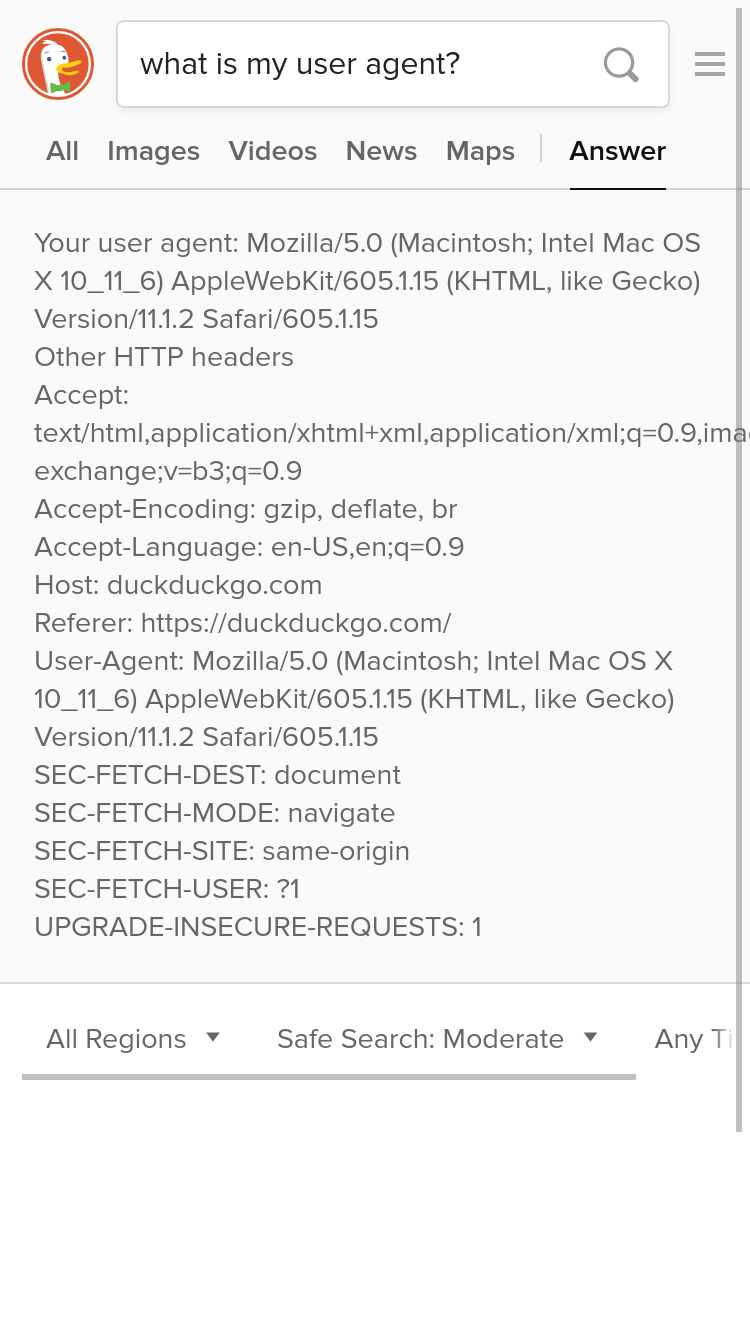 what is my user agent?
All Images Videos News Maps Answer
Your user agent: Mozilla/5.0 (Macintosh; Intel Mac OS
X 10_11_6) AppleWebKit/605.1.15 (KHTML, like Gecko)
Version/11.1.2 Safari/605.1.15
Other HTTP headers
Accept:
text/html,application/xhtml+xml,application/xml;q=0.9,ima
exchange;v=b3;q=0.9
Accept-Encoding: gzip, deflate, br
Accept-Language: en-US,en;q=0.9
Host: duckduckgo.com
Referer: https://duckduckgo.com/
User-Agent: Mozilla/5.0 (Macintosh; Intel Mac OS X
10_11_6) AppleWebKit/605.1.15 (KHTML, like Gecko)
Version/11.1.2 Safari/605.1.15
SEC-FETCH-DEST: document
SEC-FETCH-MODE: navigate
SEC-FETCH-SITE: same-origin
SEC-FETCH-USER: ?1
UPGRADE-INSECURE-REQUESTS: 1
All Regions Safe Search: Moderate Any Ti